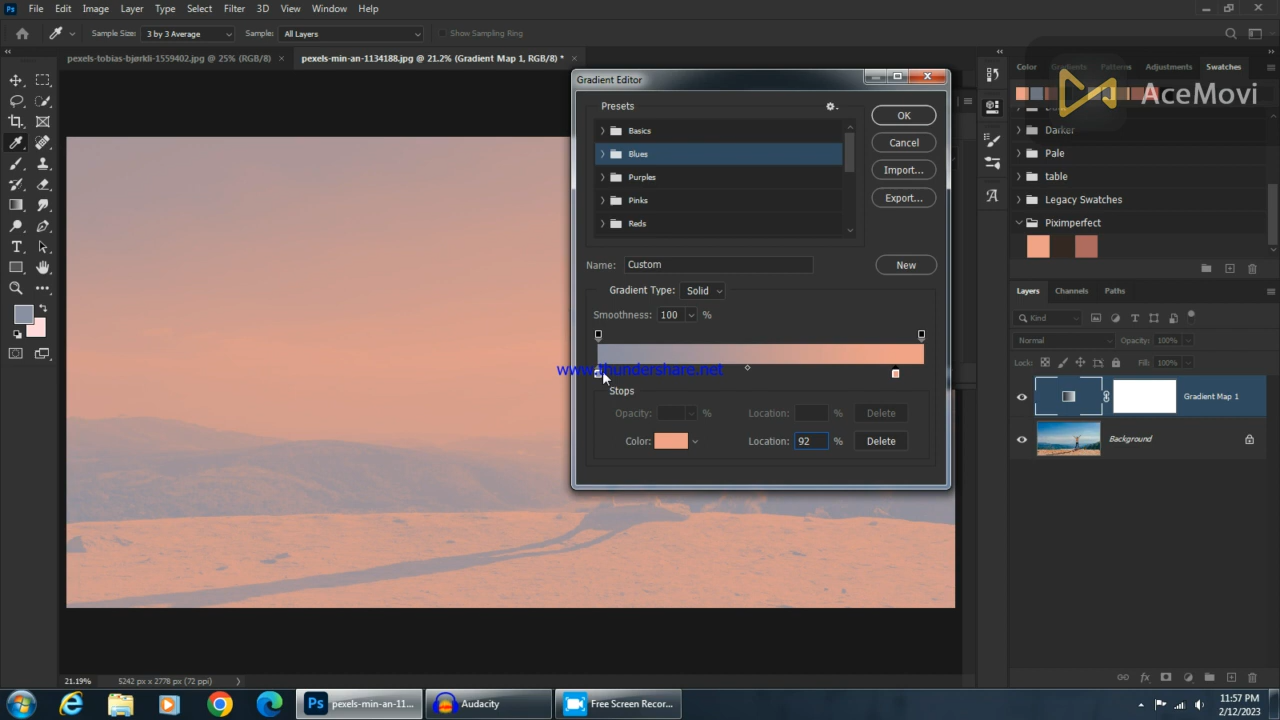 Ps File Edit Image Layer Type Select Filter 3D View Window Help
Sample Size: 3 by 3 Average Sample: All Layers Show Sampling Ring
pexels-tobias-bjørkli-1559402.jpg @ 25% (RGB/8) × pexels-min-an-1134188.jpg @ 21.2% (Gradient Map 1, RGB/8) * ×
Color Gradients Patterns Adjustments Swatches
AceMovi
Gradient Editor
Presets
Basics
Blues
Purples
Pinks
Reds
OK
Cancel
Import...
Export...
Name: Custom
New
Gradient Type: Solid
Smoothness: 100 %
www.thundershare.net
Stops
Opacity: % Location: % Delete
Color: Location: 92 % Delete
Darker
Pale
table
Legacy Swatches
Piximperfect
Layers Channels Paths
Kind
Normal Opacity: 100%
Lock: Fill: 100%
Gradient Map 1
Background
21.19% 5242 px x 2778 px (72 ppi)
Ps pexels-min-an-11... Audacity Free Screen Recor...
11:57 PM
2/12/2023